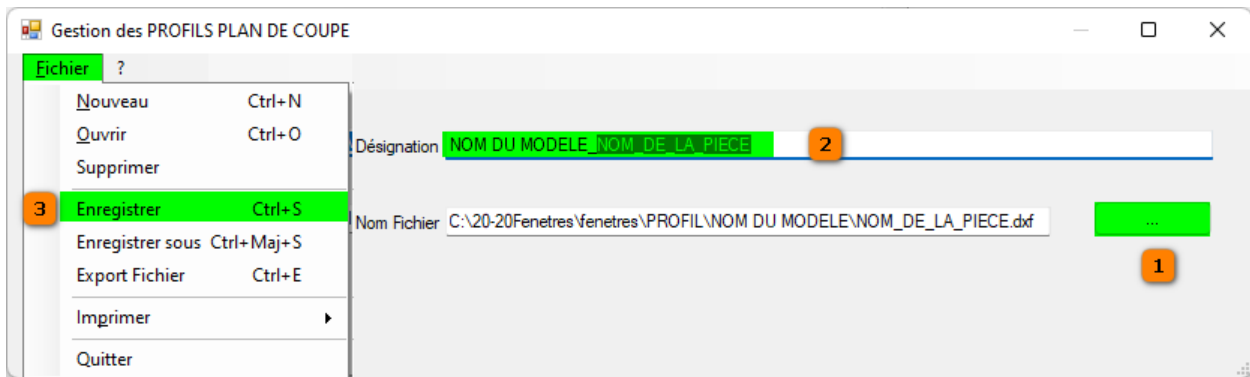 Gestion des PROFILS PLAN DE COUPE
Fichier ?
Nouveau Ctrl+N
Ouvrir Ctrl+O
Supprimer
3 Enregistrer Ctrl+S
Enregistrer sous Ctrl+Maj+S
Export Fichier Ctrl+E
Imprimer
Quitter
Désignation NOM DU MODELE_NOM_DE_LA_PIECE 2
Nom Fichier C:\20-20Fenetres\fenetres\PROFIL\NOM DU MODELE\NOM_DE_LA_PIECE.dxf ...
1